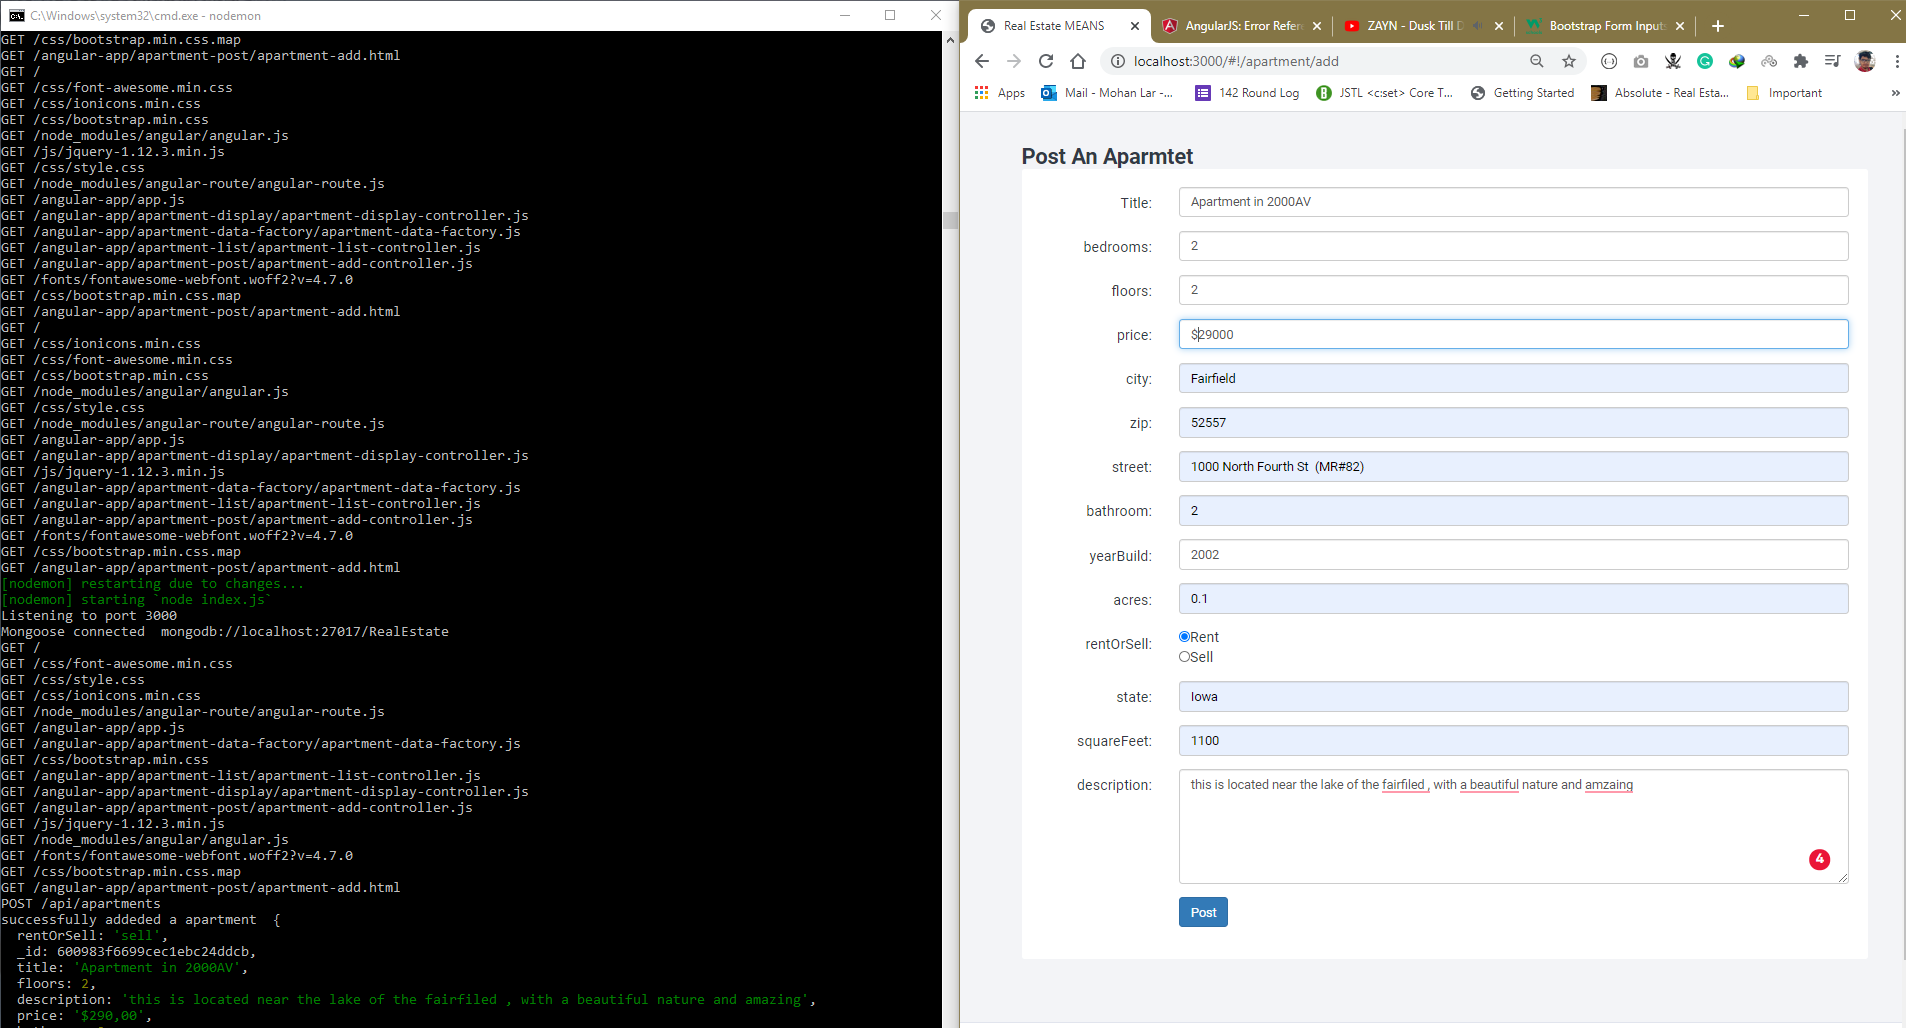 C:\Windows\system32\cmd.exe - nodemon
GET /css/bootstrap.min.css.map
GET /angular-app/apartment-post/apartment-add.html
GET /
GET /css/font-awesome.min.css
GET /css/ionicons.min.css
GET /css/bootstrap.min.css
GET /node_modules/angular/angular.js
GET /js/jquery-1.12.3.min.js
GET /css/style.css
GET /node_modules/angular-route/angular-route.js
GET /angular-app/app.js
GET /angular-app/apartment-display/apartment-display-controller.js
GET /angular-app/apartment-data-factory/apartment-data-factory.js
GET /angular-app/apartment-list/apartment-list-controller.js
GET /angular-app/apartment-post/apartment-add-controller.js
GET /fonts/fontawesome-webfont.woff2?v=4.7.0
GET /css/bootstrap.min.css.map
GET /angular-app/apartment-post/apartment-add.html
GET /
GET /css/ionicons.min.css
GET /css/font-awesome.min.css
GET /css/bootstrap.min.css
GET /node_modules/angular/angular.js
GET /css/style.css
GET /node_modules/angular-route/angular-route.js
GET /angular-app/app.js
GET /angular-app/apartment-display/apartment-display-controller.js
GET /js/jquery-1.12.3.min.js
GET /angular-app/apartment-data-factory/apartment-data-factory.js
GET /angular-app/apartment-list/apartment-list-controller.js
GET /angular-app/apartment-post/apartment-add-controller.js
GET /fonts/fontawesome-webfont.woff2?v=4.7.0
GET /css/bootstrap.min.css.map
GET /angular-app/apartment-post/apartment-add.html
[nodemon] restarting due to changes...
[nodemon] starting `node index.js`
Listening to port 3000
Mongoose connected  mongodb://localhost:27017/RealEstate
GET /
GET /css/font-awesome.min.css
GET /css/style.css
GET /css/ionicons.min.css
GET /node_modules/angular-route/angular-route.js
GET /angular-app/app.js
GET /angular-app/apartment-data-factory/apartment-data-factory.js
GET /css/bootstrap.min.css
GET /angular-app/apartment-list/apartment-list-controller.js
GET /angular-app/apartment-display/apartment-display-controller.js
GET /angular-app/apartment-post/apartment-add-controller.js
GET /js/jquery-1.12.3.min.js
GET /node_modules/angular/angular.js
GET /fonts/fontawesome-webfont.woff2?v=4.7.0
GET /css/bootstrap.min.css.map
GET /angular-app/apartment-post/apartment-add.html
POST /api/apartments
successfully addeded a apartment  {
rentOrSell: 'sell',
_id: 600983f6699cec1ebc24ddcb,
title: 'Apartment in 2000AV',
floors: 2,
description: 'this is located near the lake of the fairfiled , with a beautiful nature and amazing',
price: '$290,00',
Real Estate MEANS
AngularJS: Error Refere
ZAYN - Dusk Till D
Bootstrap Form Inputs
localhost:3000/#!/apartment/add
Apps
Mail - Mohan Lar -...
142 Round Log
JSTL <c:set> Core T...
Getting Started
Absolute - Real Esta...
Important
»
Post An Aparmtet
Title: Apartment in 2000AV
bedrooms: 2
floors: 2
price: $29000
city: Fairfield
zip: 52557
street: 1000 North Fourth St  (MR#82)
bathroom: 2
yearBuild: 2002
acres: 0.1
rentOrSell: Rent
Sell
state: Iowa
squareFeet: 1100
description: this is located near the lake of the fairfiled , with a beautiful nature and amzaing
4
Post